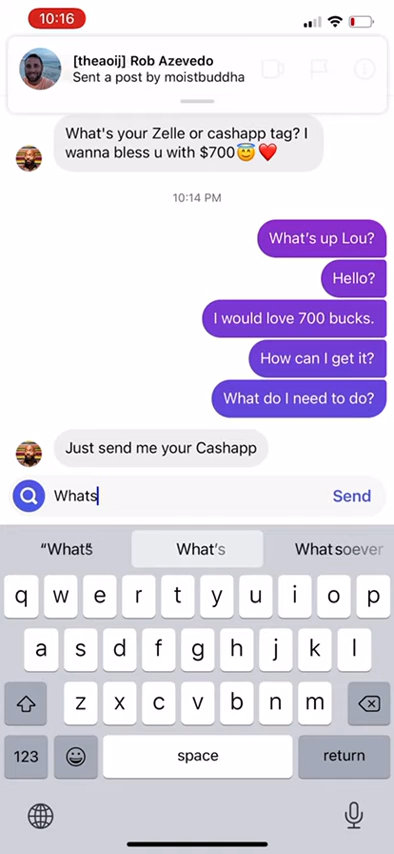 10:16
[theaoij] Rob Azevedo
Sent a post by moistbuddha
What's your Zelle or cashapp tag? I
wanna bless u with $700😇❤️
10:14 PM
What's up Lou?
Hello?
I would love 700 bucks.
How can I get it?
What do I need to do?
Just send me your Cashapp
Whats
Send
“Whats” What's Whatsoever
q w e r t y u i o p
a s d f g h j k l
z x c v b n m
123 space return